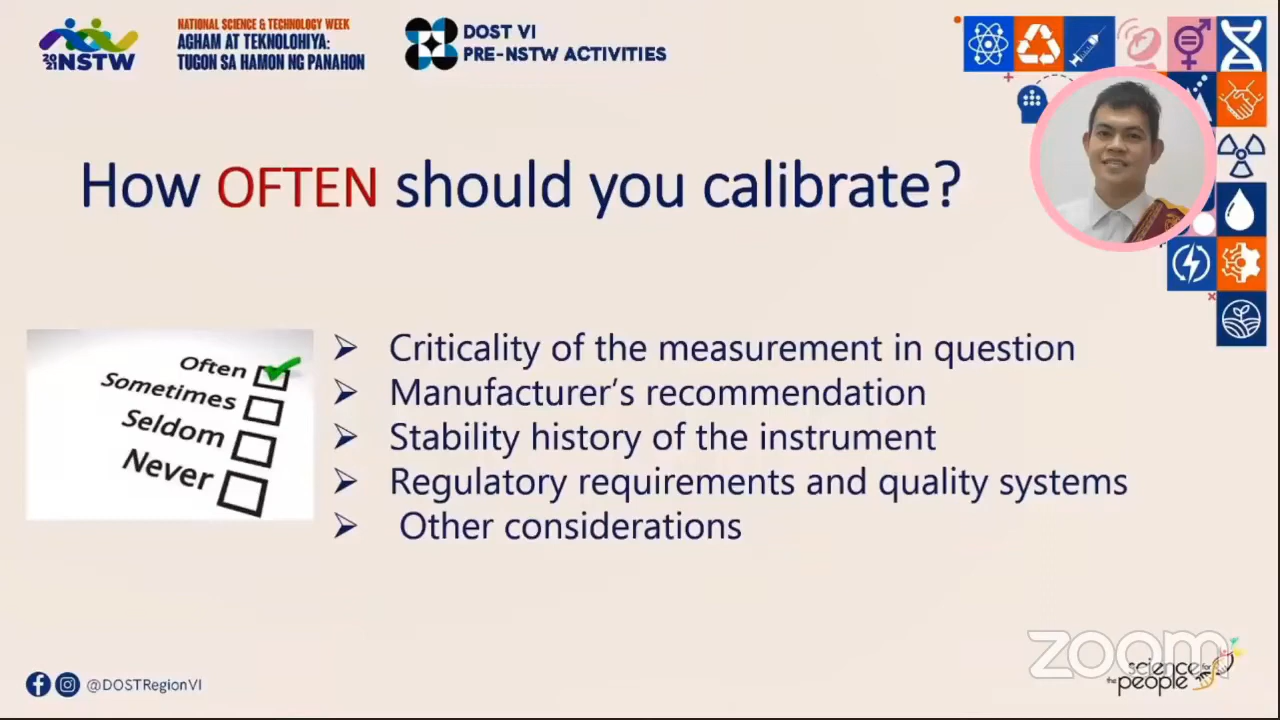 2021 NSTW
NATIONAL SCIENCE & TECHNOLOGY WEEK
AGHAM AT TEKNOLOHIYA:
TUGON SA HAMON NG PANAHON
DOST VI
PRE-NSTW ACTIVITIES
How OFTEN should you calibrate?
Often
Sometimes
Seldom
Never
Criticality of the measurement in question
Manufacturer's recommendation
Stability history of the instrument
Regulatory requirements and quality systems
Other considerations
@DOSTRegionVI
zoom
science for
the people